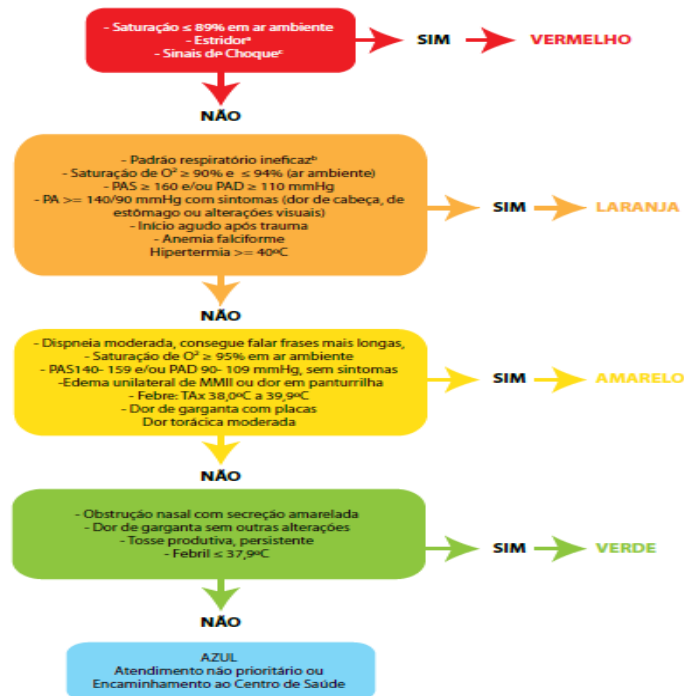 - Saturação ≤ 89% em ar ambiente
- Estridorᵃ
- Sinais de Choqueᶜ
SIM
VERMELHO
NÃO
- Padrão respiratório ineficazᵇ
- Saturação de O² ≥ 90% e ≤ 94% (ar ambiente)
- PAS ≥ 160 e/ou PAD ≥ 110 mmHg
- PA >= 140/90 mmHg com sintomas (dor de cabeça, de
estômago ou alterações visuais)
- Início agudo após trauma
- Anemia falciforme
Hipertermia >= 40ºC
SIM
LARANJA
NÃO
- Dispneia moderada, consegue falar frases mais longas,
- Saturação de O² ≥ 95% em ar ambiente
- PAS140- 159 e/ou PAD 90- 109 mmHg, sem sintomas
-Edema unilateral de MMII ou dor em panturrilha
- Febre: TAx 38,0ºC a 39,9ºC
- Dor de garganta com placas
Dor torácica moderada
SIM
AMARELO
NÃO
- Obstrução nasal com secreção amarelada
- Dor de garganta sem outras alterações
- Tosse produtiva, persistente
- Febril ≤ 37,9ºC
SIM
VERDE
NÃO
AZUL
Atendimento não prioritário ou
Encaminhamento ao Centro de Saúde